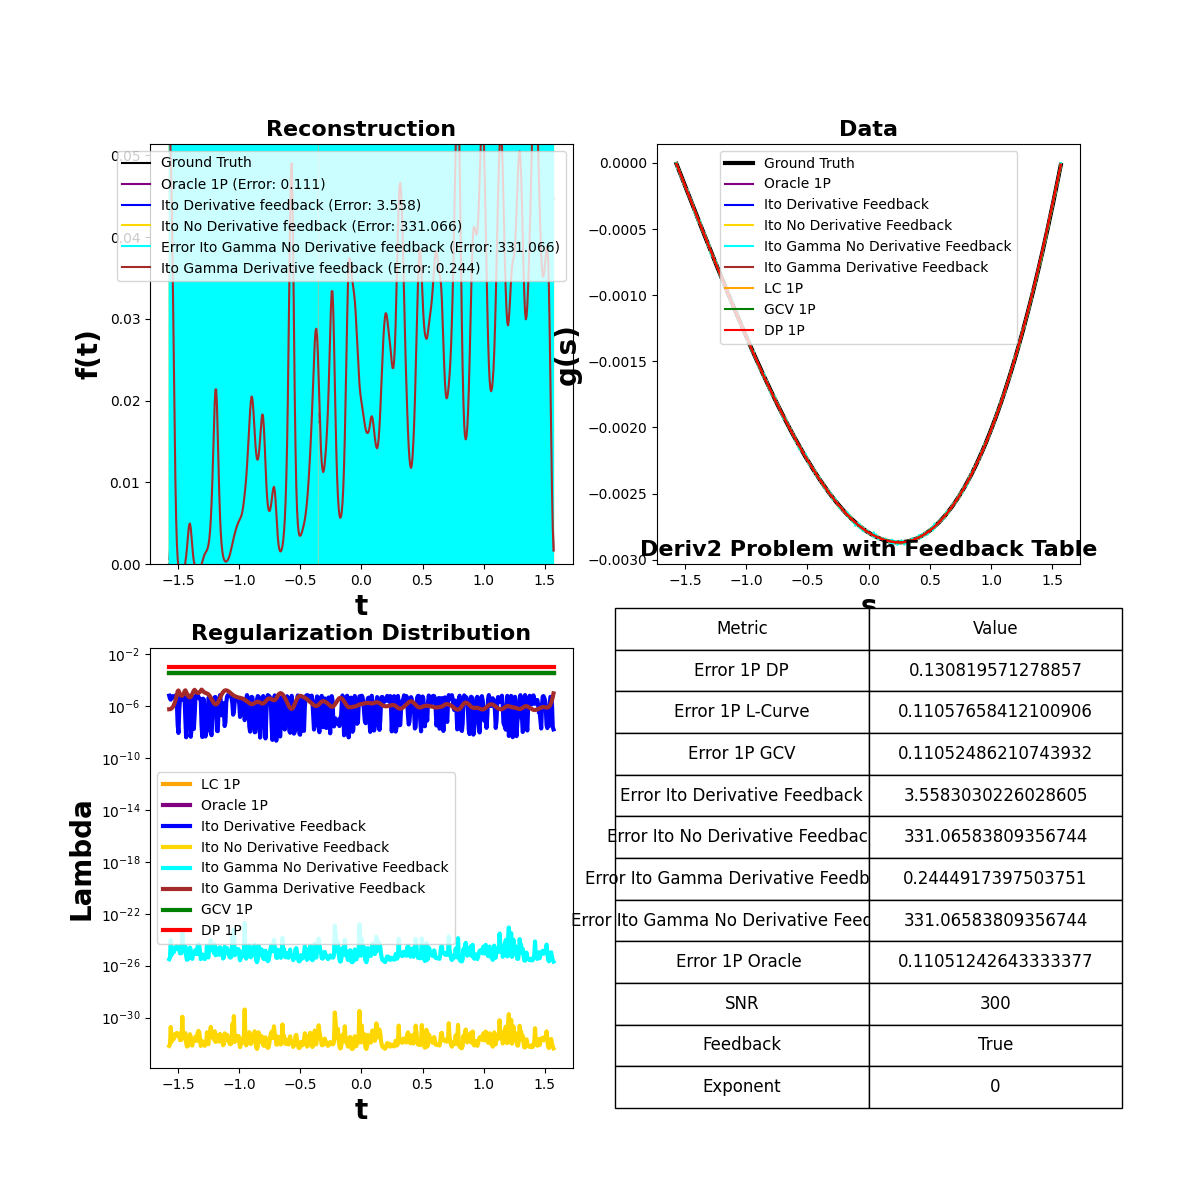 Reconstruction
0.05
0.04
0.03
0.02
0.01
0.00
f(t)
Ground Truth
Oracle 1P (Error: 0.111)
Ito Derivative feedback (Error: 3.558)
Ito No Derivative feedback (Error: 331.066)
Error Ito Gamma No Derivative feedback (Error: 331.066)
Ito Gamma Derivative feedback (Error: 0.244)
−1.5 −1.0 −0.5 0.0 0.5 1.0 1.5
t
Data
0.0000
−0.0005
−0.0010
−0.0015
−0.0020
−0.0025
−0.0030
g(s)
Ground Truth
Oracle 1P
Ito Derivative Feedback
Ito No Derivative Feedback
Ito Gamma No Derivative Feedback
Ito Gamma Derivative Feedback
LC 1P
GCV 1P
DP 1P
−1.5 −1.0 −0.5 0.0 0.5 1.0 1.5
s
Regularization Distribution
10−2
10−6
10−10
10−14
10−18
10−22
10−26
10−30
Lambda
LC 1P
Oracle 1P
Ito Derivative Feedback
Ito No Derivative Feedback
Ito Gamma No Derivative Feedback
Ito Gamma Derivative Feedback
GCV 1P
DP 1P
−1.5 −1.0 −0.5 0.0 0.5 1.0 1.5
t
Deriv2 Problem with Feedback Table
Metric Value
Error 1P DP 0.130819571278857
Error 1P L-Curve 0.11057658412100906
Error 1P GCV 0.11052486210743932
Error Ito Derivative Feedback 3.5583030226028605
Error Ito No Derivative Feedbac 331.06583809356744
Error Ito Gamma Derivative Feedb 0.2444917397503751
Error Ito Gamma No Derivative Feed 331.06583809356744
Error 1P Oracle 0.11051242643333377
SNR 300
Feedback True
Exponent 0